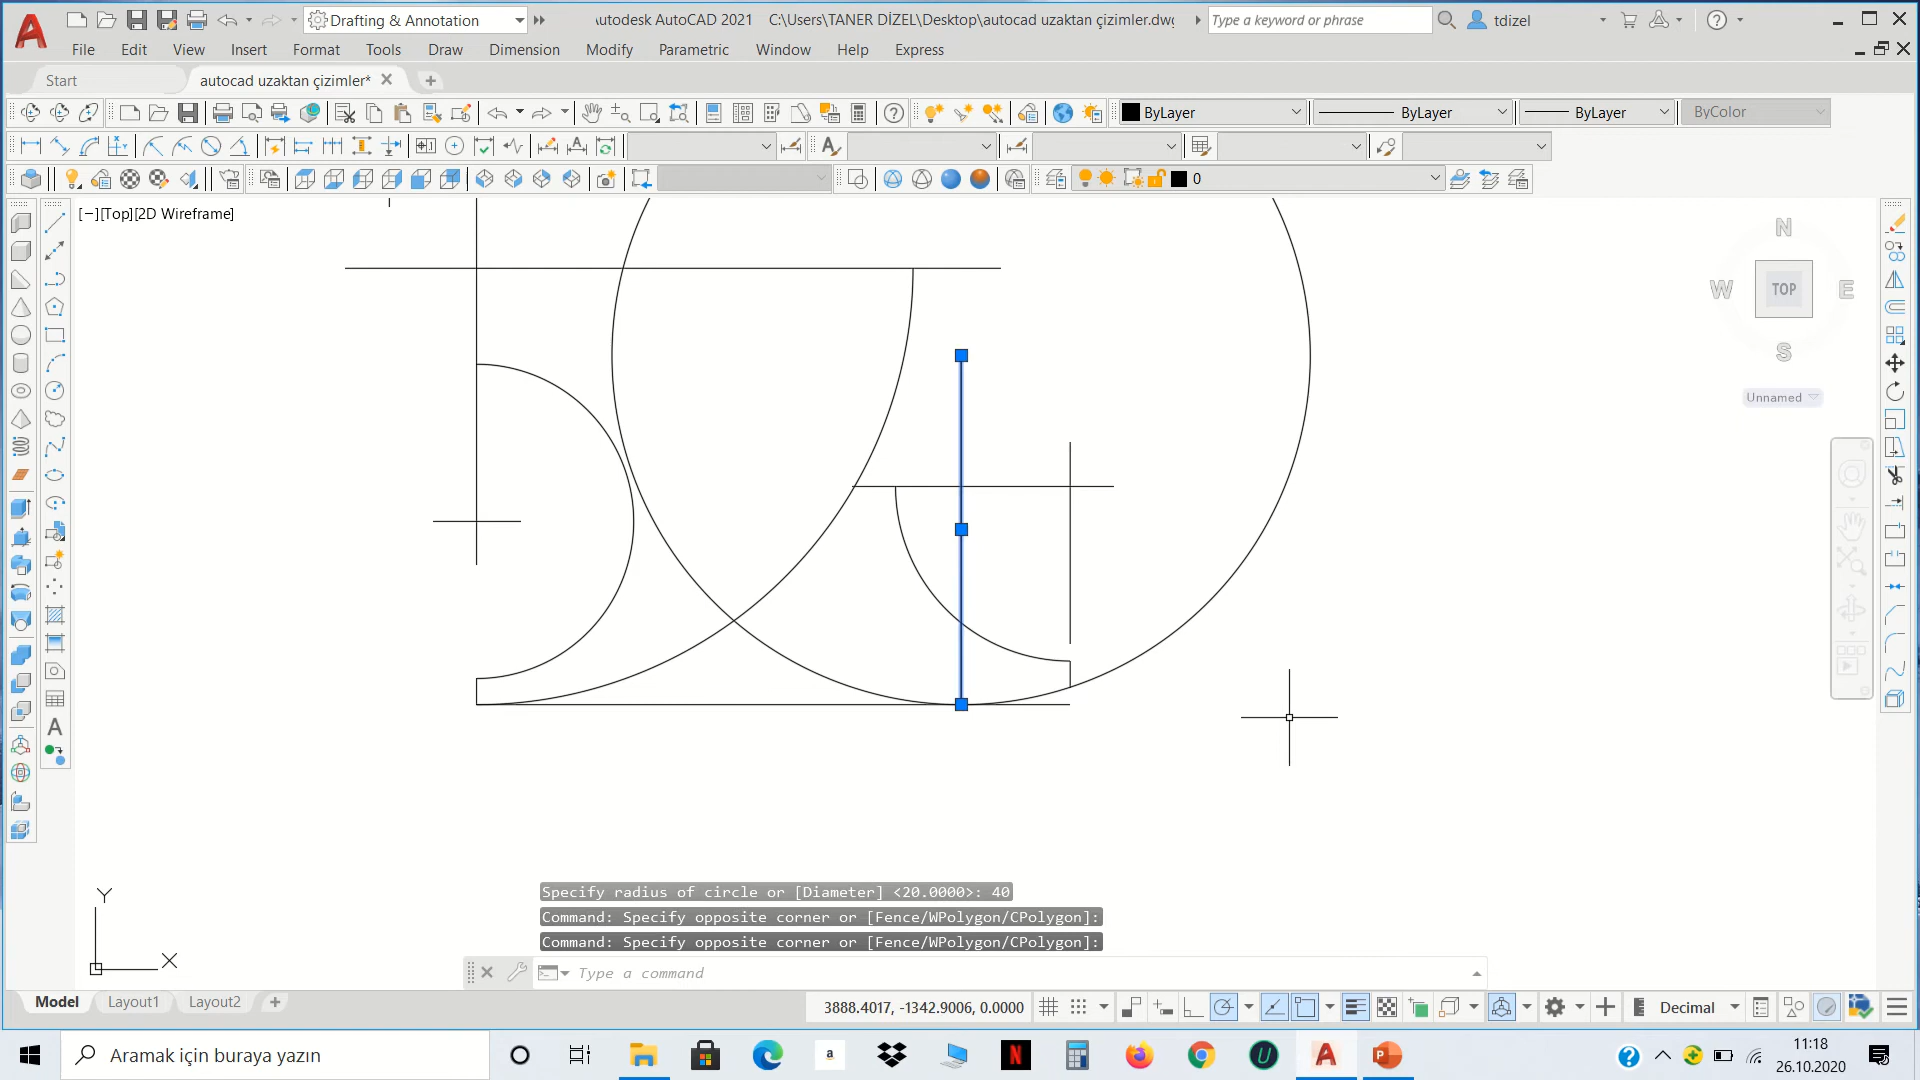 Drafting & Annotation
utodesk AutoCAD 2021 C:\Users\TANER DİZEL\Desktop\autocad uzaktan çizimler.dw
Type a keyword or phrase
tdizel
File Edit View Insert Format Tools Draw Dimension Modify Parametric Window Help Express
Start
autocad uzaktan çizimler*
ByLayer
ByLayer
ByLayer
ByColor
0
[−][Top][2D Wireframe]
N
W
TOP
E
S
Unnamed
A
Y
X
Specify radius of circle or [Diameter] <20.0000>: 40
Command: Specify opposite corner or [Fence/WPolygon/CPolygon]:
Command: Specify opposite corner or [Fence/WPolygon/CPolygon]:
Type a command
Model Layout1 Layout2
3888.4017, -1342.9006, 0.0000
Decimal
Aramak için buraya yazın
11:18
26.10.2020